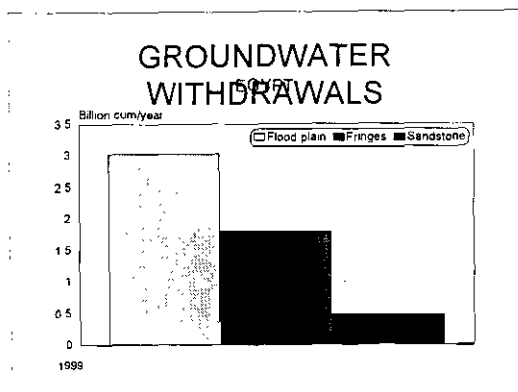 GROUNDWATER
EGYPT
WITHDRAWALS
Billion cum/year
3 5
Flood plain Fringes Sandstone
3
2 5
2
1 5
1
0 5
0
1999